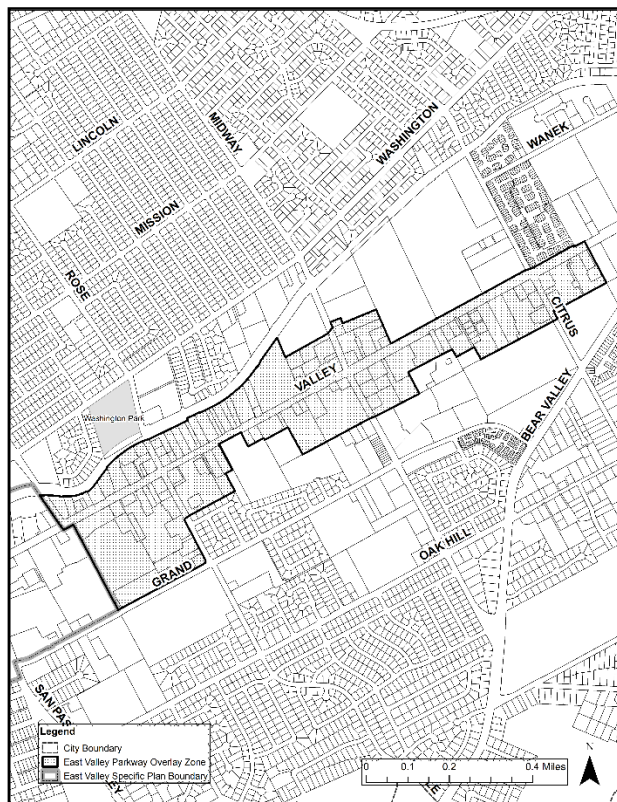 LINCOLN
MIDWAY
WASHINGTON
WANEK
MISSION
ROSE
CITRUS
VALLEY
Washington Park
BEAR VALLEY
OAK HILL
GRAND
Legend
City Boundary
East Valley Parkway Overlay Zone
East Valley Specific Plan Boundary
0 0.1 0.2 0.4 Miles
N